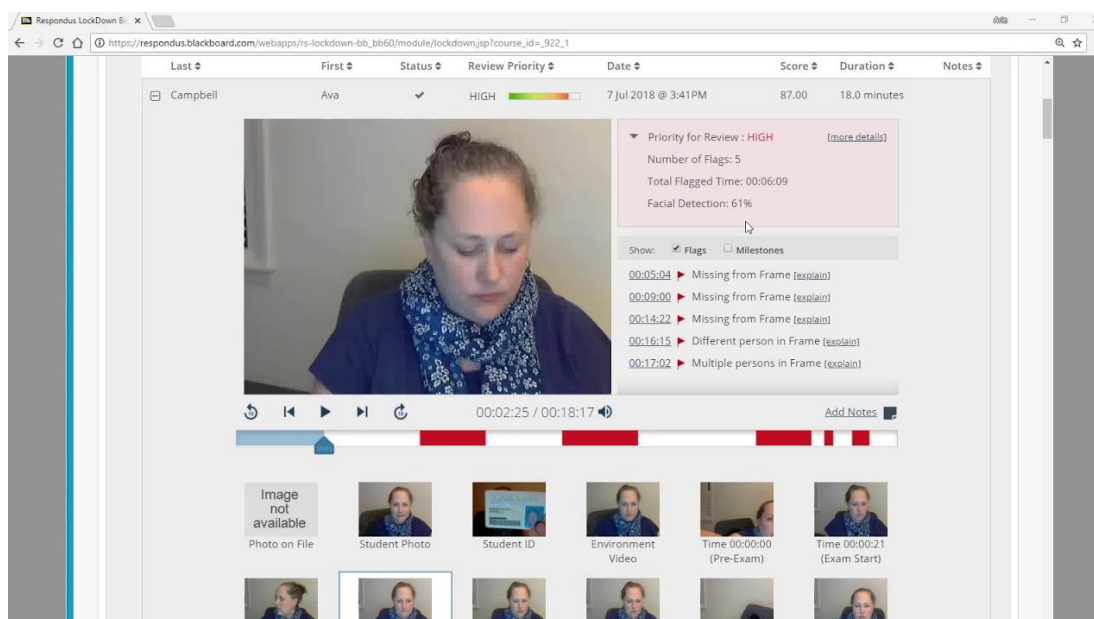 Respondus LockDown Br
Aria
https://respondus.blackboard.com/webapps/rs-lockdown-bb_bb60/module/lockdown.jsp?course_id=_922_1
Last First Status Review Priority Date Score Duration Notes
Campbell Ava HIGH 7 Jul 2018 @ 3:41PM 87.00 18.0 minutes
Priority for Review : HIGH [more details]
Number of Flags: 5
Total Flagged Time: 00:06:09
Facial Detection: 61%
Show: Flags Milestones
00:05:04 Missing from Frame [explain]
00:09:00 Missing from Frame [explain]
00:14:22 Missing from Frame [explain]
00:16:15 Different person in Frame [explain]
00:17:02 Multiple persons in Frame [explain]
00:02:25 / 00:18:17 Add Notes
Image
not
available
Photo on File
Student Photo
Student ID
Environment
Video
Time 00:00:00
(Pre-Exam)
Time 00:00:21
(Exam Start)